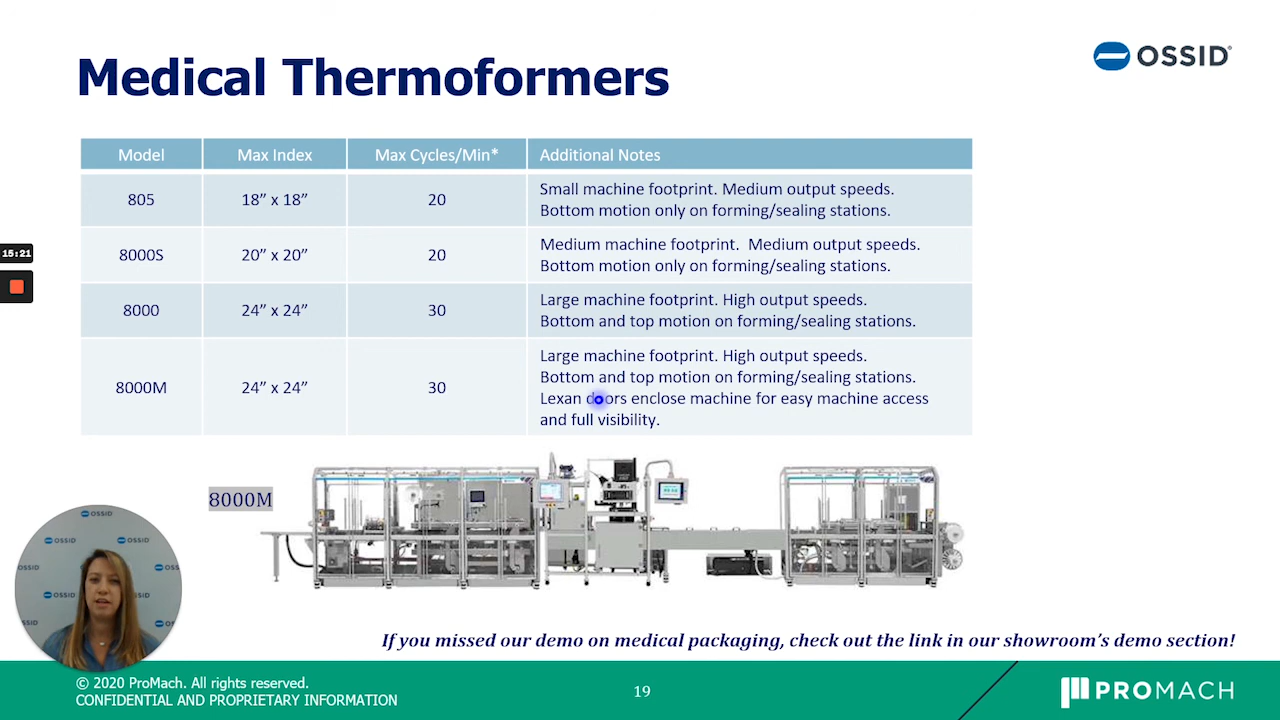 OSSID
Medical Thermoformers
Model Max Index Max Cycles/Min* Additional Notes
805 18” x 18” 20 Small machine footprint. Medium output speeds.
Bottom motion only on forming/sealing stations.
8000S 20” x 20” 20 Medium machine footprint. Medium output speeds.
Bottom motion only on forming/sealing stations.
8000 24” x 24” 30 Large machine footprint. High output speeds.
Bottom and top motion on forming/sealing stations.
8000M 24” x 24” 30 Large machine footprint. High output speeds.
Bottom and top motion on forming/sealing stations.
Lexan doors enclose machine for easy machine access
and full visibility.
15:21
8000M
OSSID
OSSID
OSSID
OSSID
OSSID
If you missed our demo on medical packaging, check out the link in our showroom’s demo section!
© 2020 ProMach. All rights reserved.
CONFIDENTIAL AND PROPRIETARY INFORMATION
19
PROMACH